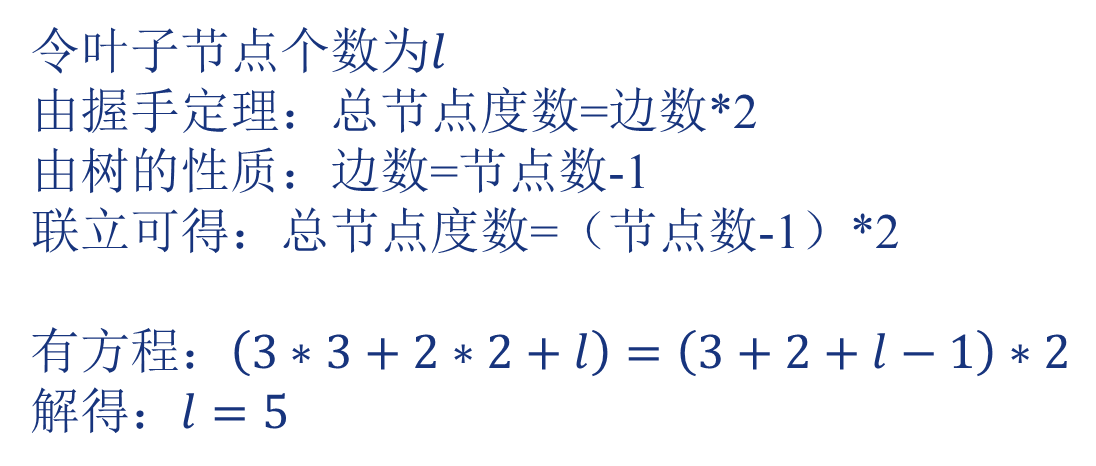 令叶子节点个数为l
由握手定理：总节点度数=边数*2
由树的性质：边数=节点数-1
联立可得：总节点度数=（节点数-1）*2
有方程：(3 * 3 + 2 * 2 + l) = (3 + 2 + l − 1) * 2
解得：l = 5